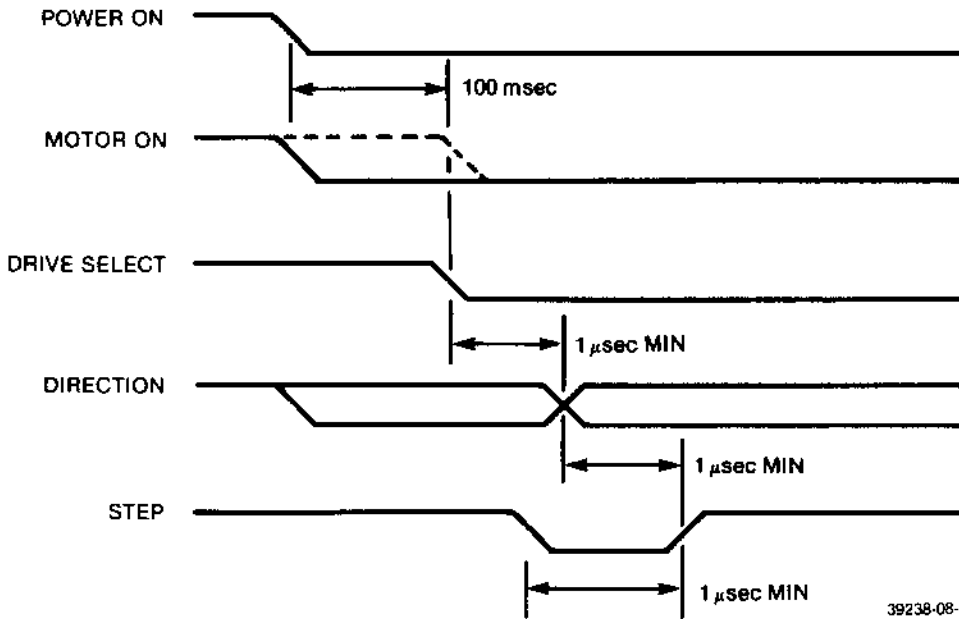 POWER ON
100 msec
MOTOR ON
DRIVE SELECT
1 μsec MIN
DIRECTION
1 μsec MIN
STEP
1 μsec MIN
39238-08-